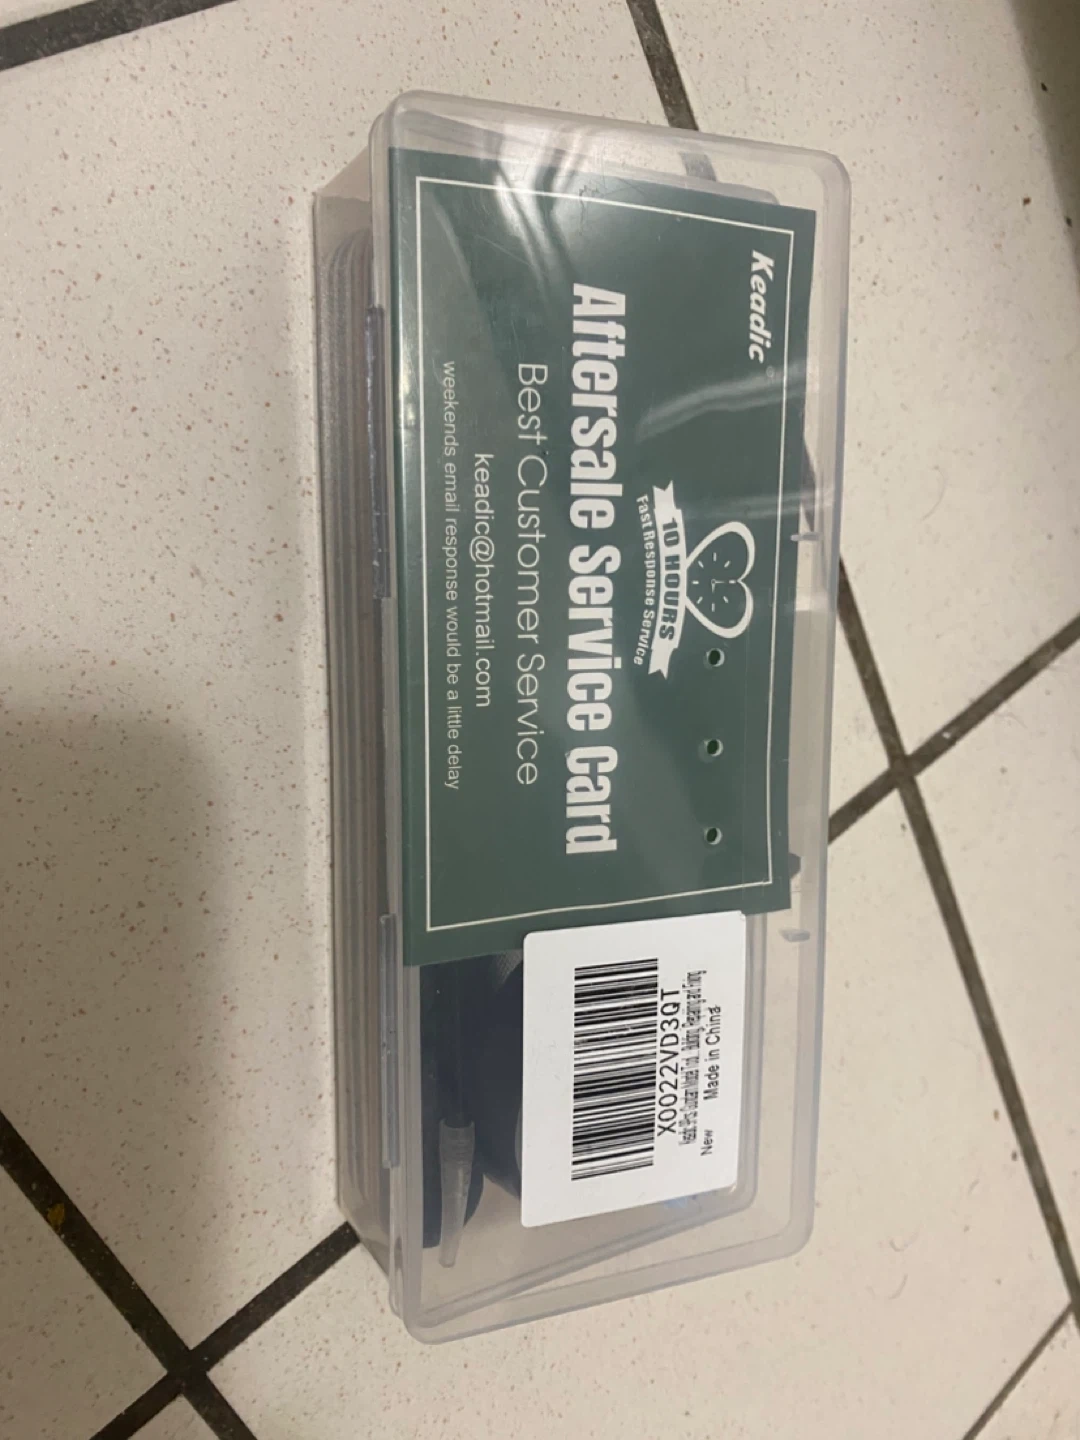 Keadic®
10 HOURS
Fast Response Service
Aftersale Service Card
Best Customer Service
keadic@hotmail.com
weekends email response would be a little delay
X0022VD3QT
New
Made in China